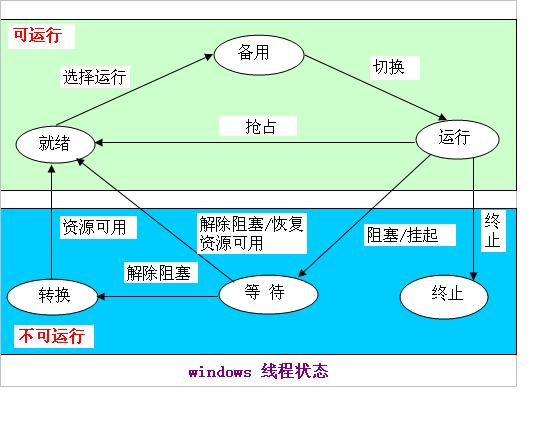 可运行
备用
选择运行
切换
抢占
就绪
运行
资源可用
解除阻塞/恢复
资源可用
阻塞/挂起
终
止
解除阻塞
转换
等 待
终止
不可运行
windows 线程状态